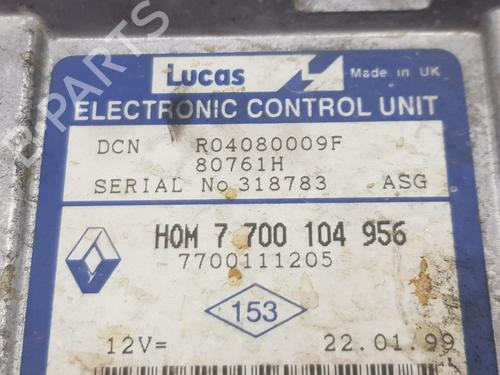 Lucas
Made in UK
ELECTRONIC CONTROL UNIT
DCN R04080009F
80761H
SERIAL No 318783 ASG
HOM 7 700 104 956
7700111205
153
12V= 22.01.99
B-PARTS